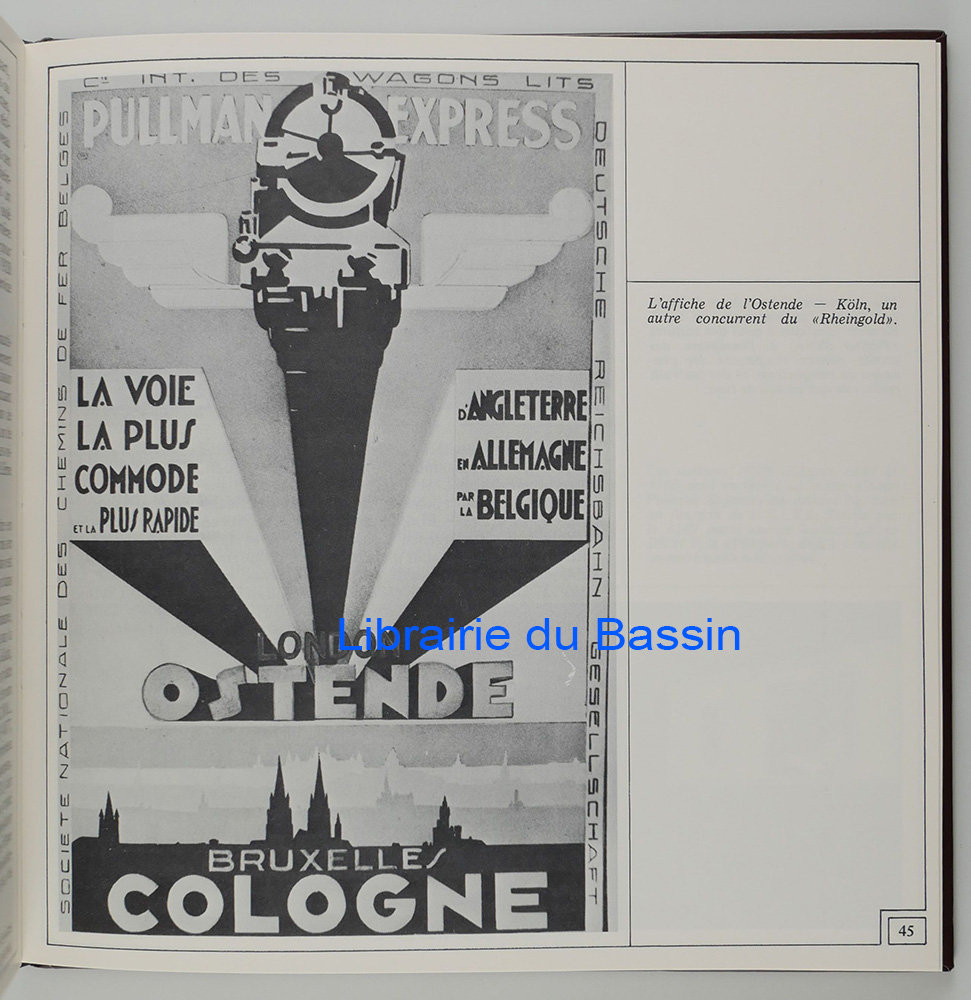 Cie INT. DES WAGONS LITS
PULLMAN EXPRESS
SOCIETE NATIONALE DES CHEMINS DE FER BELGES
DEUTSCHE REICHSBAHN GESELLSCHAFT
LA VOIE
LA PLUS
COMMODE
ET LA PLUS RAPIDE
D'ANGLETERRE
EN ALLEMAGNE
PAR LA BELGIQUE
LONDON
OSTENDE
BRUXELLES
COLOGNE
L'affiche de l'Ostende — Köln, un
autre concurrent du «Rheingold».
Librairie du Bassin
45